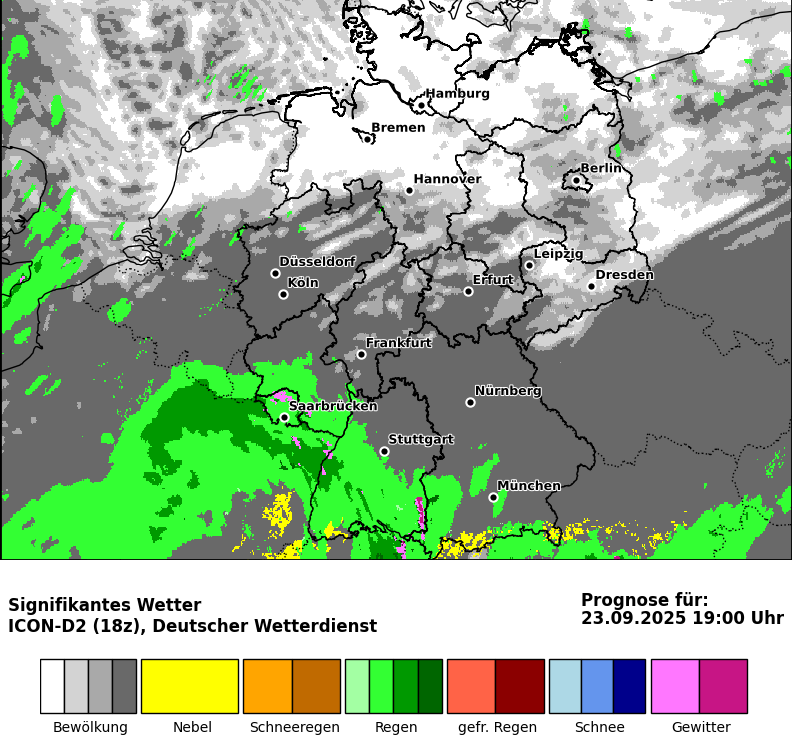 Hamburg
Bremen
Berlin
Hannover
Düsseldorf
Leipzig
Köln
Erfurt
Dresden
Frankfurt
Nürnberg
Saarbrücken
Stuttgart
München
Signifikantes Wetter
ICON-D2 (18z), Deutscher Wetterdienst
Prognose für:
23.09.2025 19:00 Uhr
Bewölkung Nebel Schneeregen Regen gefr. Regen Schnee Gewitter